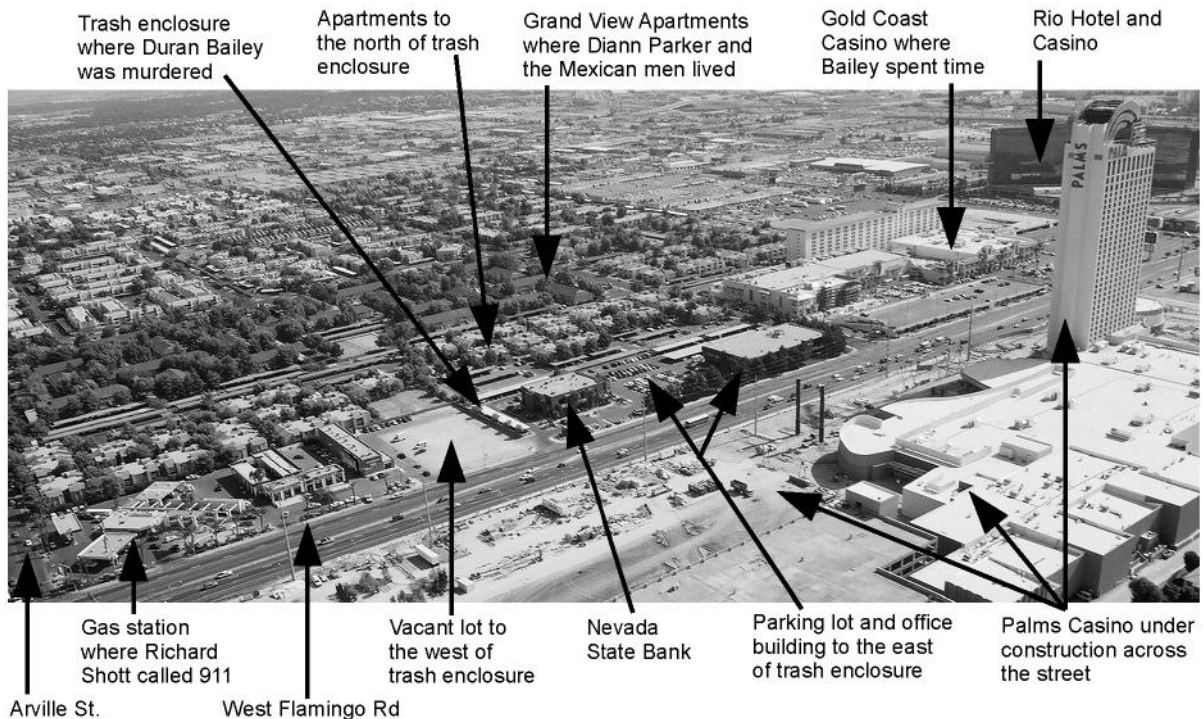 Trash enclosure
where Duran Bailey
was murdered
Apartments to
the north of trash
enclosure
Grand View Apartments
where Diann Parker and
the Mexican men lived
Gold Coast
Casino where
Bailey spent time
Rio Hotel and
Casino
PALMS
Gas station
where Richard
Shott called 911
Vacant lot to
the west of
trash enclosure
Nevada
State Bank
Parking lot and office
building to the east
of trash enclosure
Palms Casino under
construction across
the street
Arville St.
West Flamingo Rd